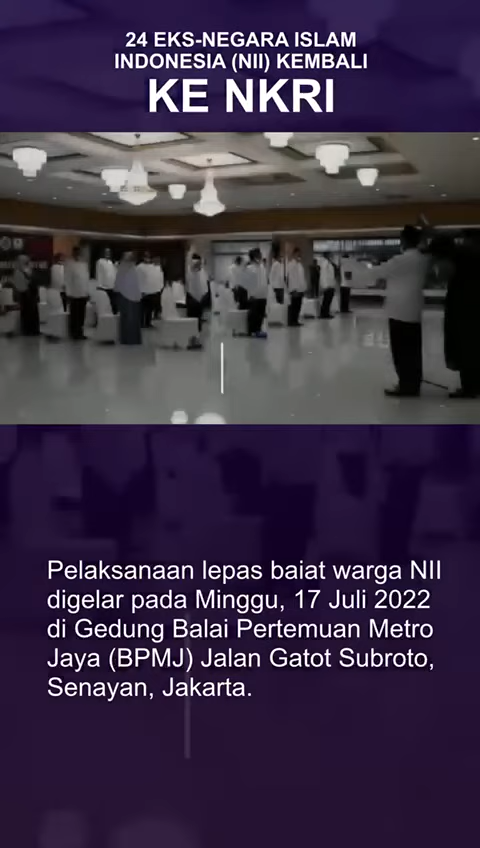 24 EKS-NEGARA ISLAM
INDONESIA (NII) KEMBALI
KE NKRI
Pelaksanaan lepas baiat warga NII
digelar pada Minggu, 17 Juli 2022
di Gedung Balai Pertemuan Metro
Jaya (BPMJ) Jalan Gatot Subroto,
Senayan, Jakarta.